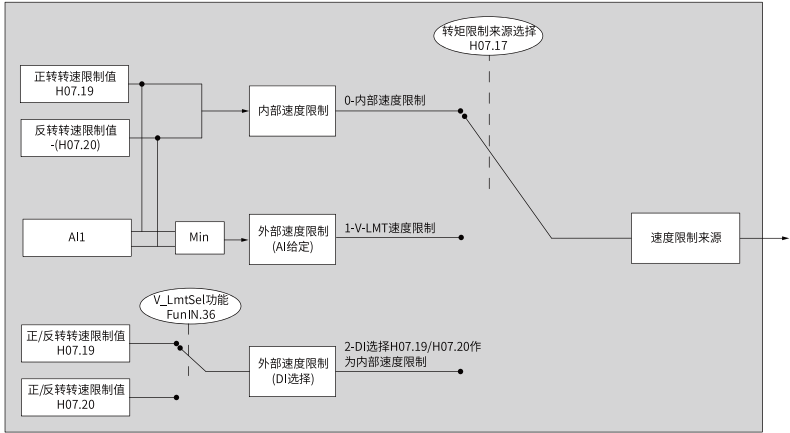 转矩限制来源选择
H07.17
正转转速限制值
H07.19
内部速度限制
0-内部速度限制
反转转速限制值
-(H07.20)
AI1
Min
外部速度限制
(AI给定)
1-V-LMT速度限制
速度限制来源
V_LmtSel功能
FunIN.36
正/反转转速限制值
H07.19
外部速度限制
(DI选择)
2-DI选择H07.19/H07.20作
为内部速度限制
正/反转转速限制值
H07.20